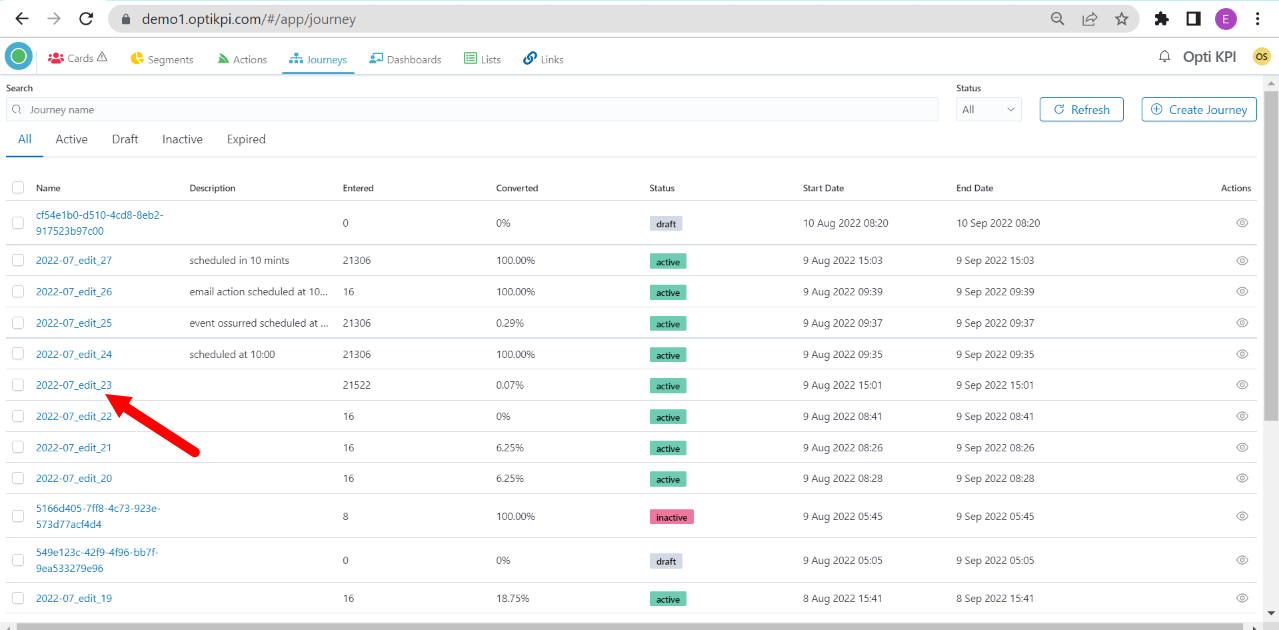 demo1.optikpi.com/#/app/journey
E
Cards Segments Actions Journeys Dashboards Lists Links Opti KPI OS
Search Status
Journey name All Refresh Create Journey
All Active Draft Inactive Expired
Name Description Entered Converted Status Start Date End Date Actions
cf54e1b0-d510-4cd8-8eb2-
917523b97c00 0 0% draft 10 Aug 2022 08:20 10 Sep 2022 08:20
2022-07_edit_27 scheduled in 10 mints 21306 100.00% active 9 Aug 2022 15:03 9 Sep 2022 15:03
2022-07_edit_26 email action scheduled at 10... 16 100.00% active 9 Aug 2022 09:39 9 Sep 2022 09:39
2022-07_edit_25 event ossurred scheduled at ... 21306 0.29% active 9 Aug 2022 09:37 9 Sep 2022 09:37
2022-07_edit_24 scheduled at 10:00 21306 100.00% active 9 Aug 2022 09:35 9 Sep 2022 09:35
2022-07_edit_23 21522 0.07% active 9 Aug 2022 15:01 9 Sep 2022 15:01
2022-07_edit_22 16 0% active 9 Aug 2022 08:41 9 Sep 2022 08:41
2022-07_edit_21 16 6.25% active 9 Aug 2022 08:26 9 Sep 2022 08:26
2022-07_edit_20 16 6.25% active 9 Aug 2022 08:28 9 Sep 2022 08:28
5166d405-7ff8-4c73-923e-
573d77acf4d4 8 100.00% inactive 9 Aug 2022 05:45 9 Sep 2022 05:45
549e123c-42f9-4f96-bb7f-
9ea533279e96 0 0% draft 9 Aug 2022 05:05 9 Sep 2022 05:05
2022-07_edit_19 16 18.75% active 8 Aug 2022 15:41 8 Sep 2022 15:41